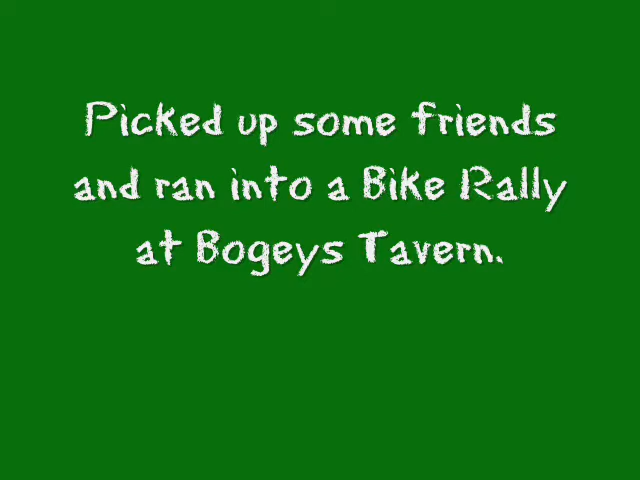 Picked up some friends
and ran into a Bike Rally
at Bogeys Tavern.